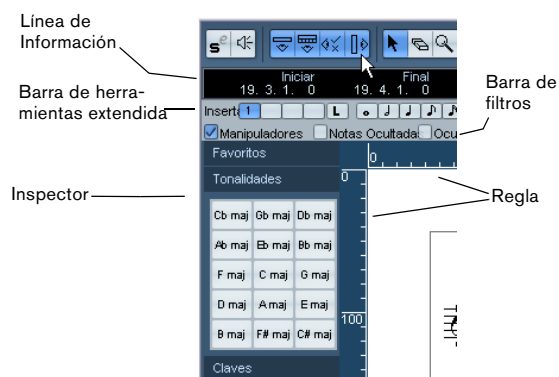 Línea de
Información
Barra de herra-
mientas extendida
Inspector
Barra de
filtros
Regla
Iniciar Final
19. 3. 1. 0 19. 4. 1. 0
Insertar 1 L
Manipuladores Notas Ocultadas Ocu
Favoritos
Tonalidades
Cb maj Gb maj Db maj
Ab maj Eb maj Bb maj
F maj C maj G maj
D maj A maj E maj
B maj F# maj C# maj
Claves
0
0
100